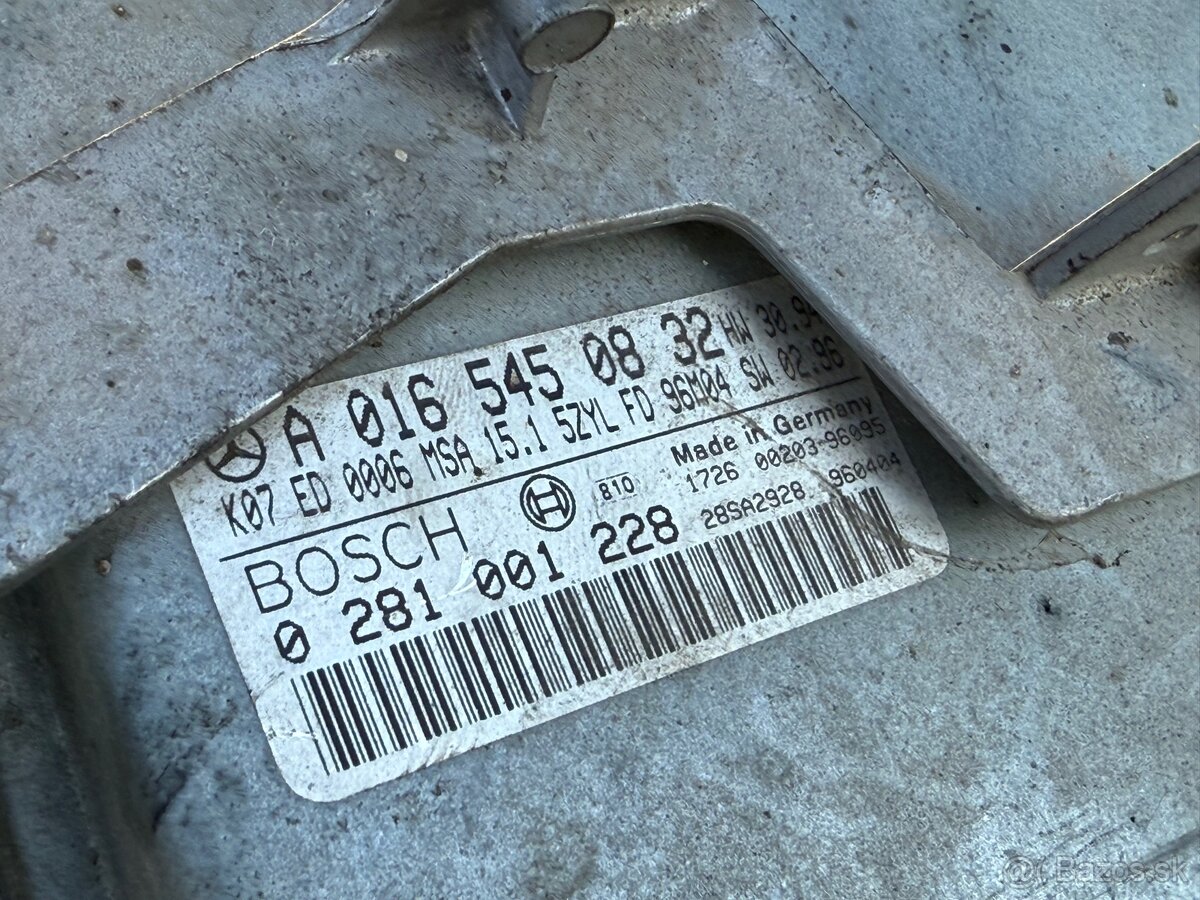 A 016 545 08 32 HW 30.94
K07 ED 0006 MSA 15.1 5ZYL FD 96M04 SW 02.96
Made in Germany
BOSCH 810 1726 00203-96095
0 281 001 228 28SA2928 960404
Bazos.sk